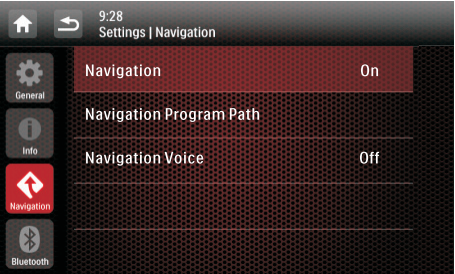 9:28
Settings | Navigation
General
Info
Navigation
Bluetooth
Navigation On
Navigation Program Path
Navigation Voice Off